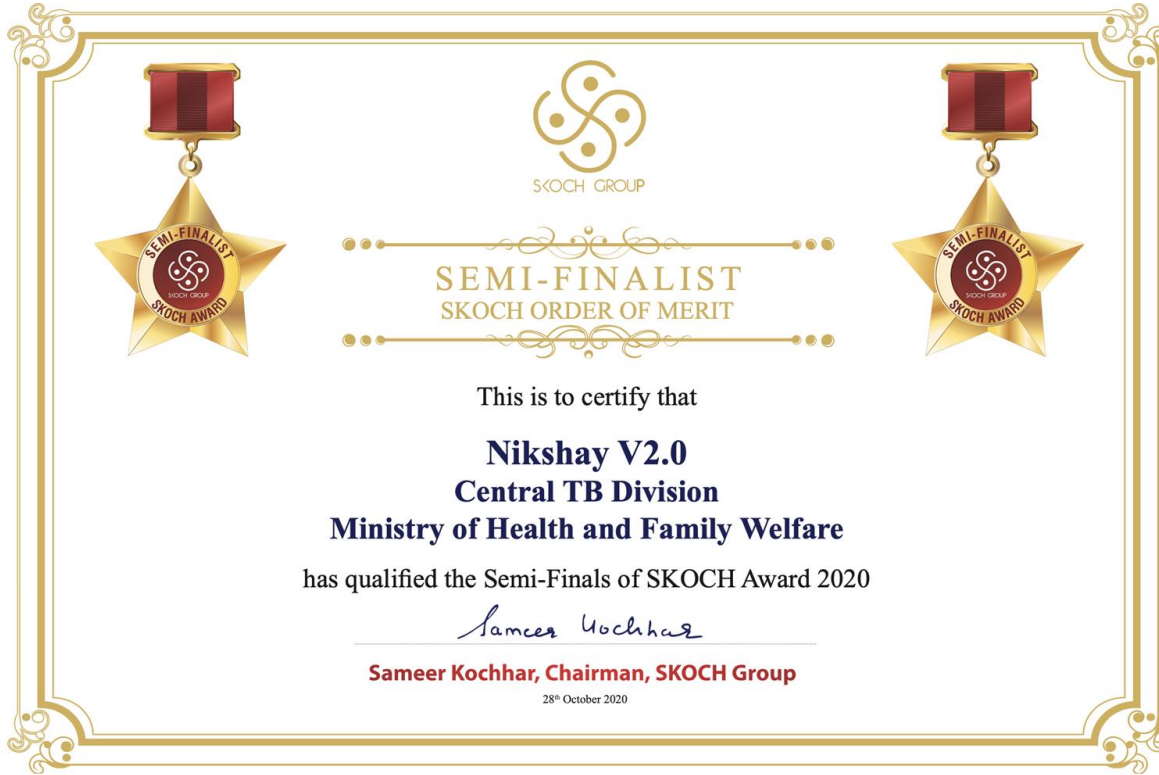 SKOCH GROUP
SEMI-FINALIST
SKOCH GROUP
SKOCH AWARD
SEMI-FINALIST
SKOCH GROUP
SKOCH AWARD
SEMI-FINALIST
SKOCH ORDER OF MERIT
This is to certify that
Nikshay V2.0
Central TB Division
Ministry of Health and Family Welfare
has qualified the Semi-Finals of SKOCH Award 2020
Sameer Kochhar
Sameer Kochhar, Chairman, SKOCH Group
28th October 2020